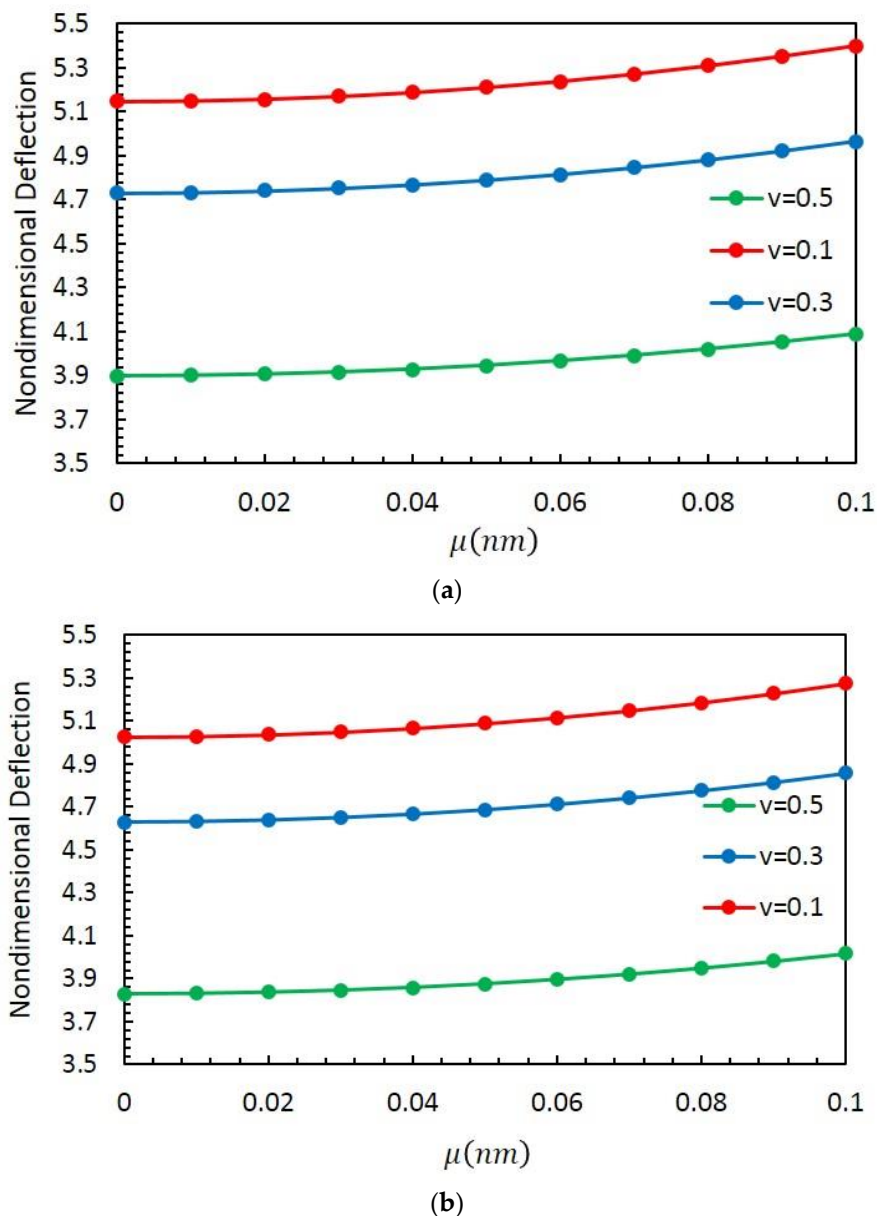 Nondimensional Deflection
5.5
5.3
5.1
4.9
4.7
4.5
4.3
4.1
3.9
3.7
3.5
v=0.5
v=0.1
v=0.3
0 0.02 0.04 0.06 0.08 0.1
μ(nm)
(a)
Nondimensional Deflection
5.5
5.3
5.1
4.9
4.7
4.5
4.3
4.1
3.9
3.7
3.5
v=0.5
v=0.3
v=0.1
0 0.02 0.04 0.06 0.08 0.1
μ(nm)
(b)